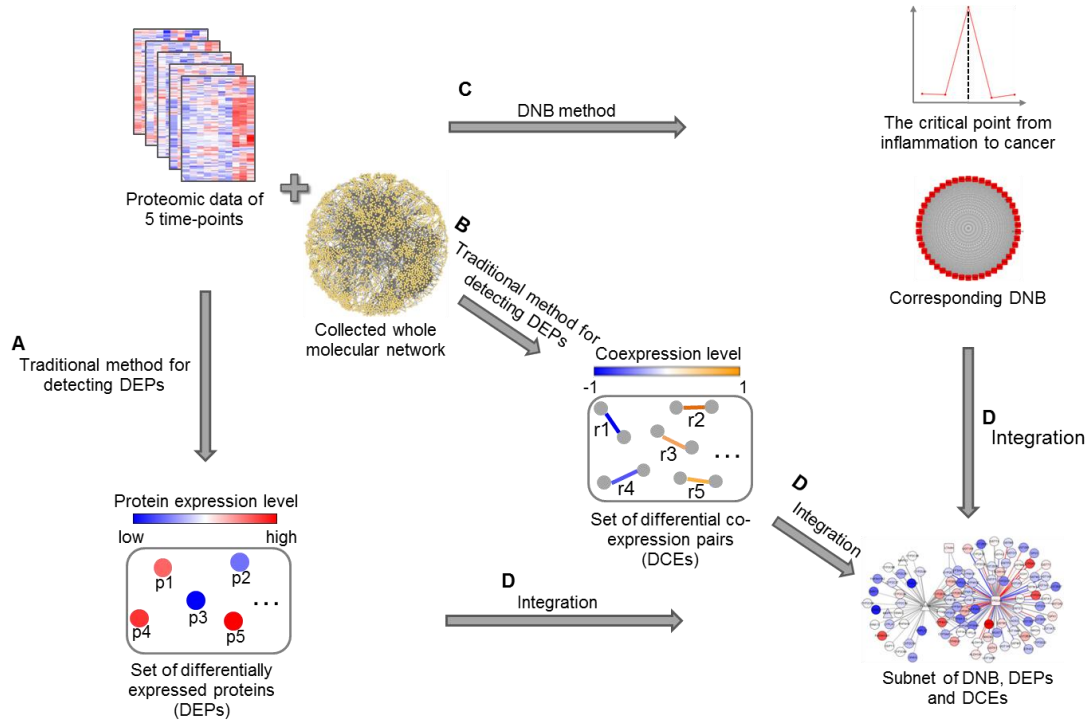 C
DNB method
The critical point from
inflammation to cancer
Proteomic data of
5 time-points
B
Traditional method for
detecting DEPs
Collected whole
molecular network
Corresponding DNB
A
Traditional method for
detecting DEPs
Coexpression level
-1 1
r1
r2
r3
r4
r5
...
Set of differential co-
expression pairs
(DCEs)
D
Integration
D
Integration
Protein expression level
low high
p1
p2
p3
p4
p5
...
Set of differentially
expressed proteins
(DEPs)
D
Integration
Subnet of DNB, DEPs
and DCEs